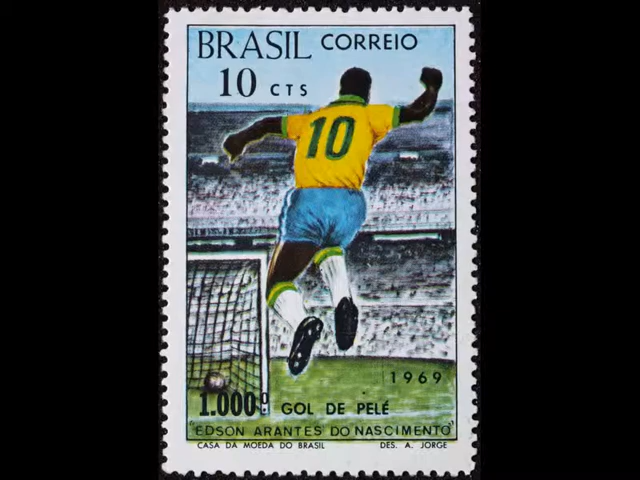 BRASIL CORREIO
10 CTS
10
1969
1.000º GOL DE PELÉ
"EDSON ARANTES DO NASCIMENTO"
CASA DA MOEDA DO BRASIL DES. A. JORGE